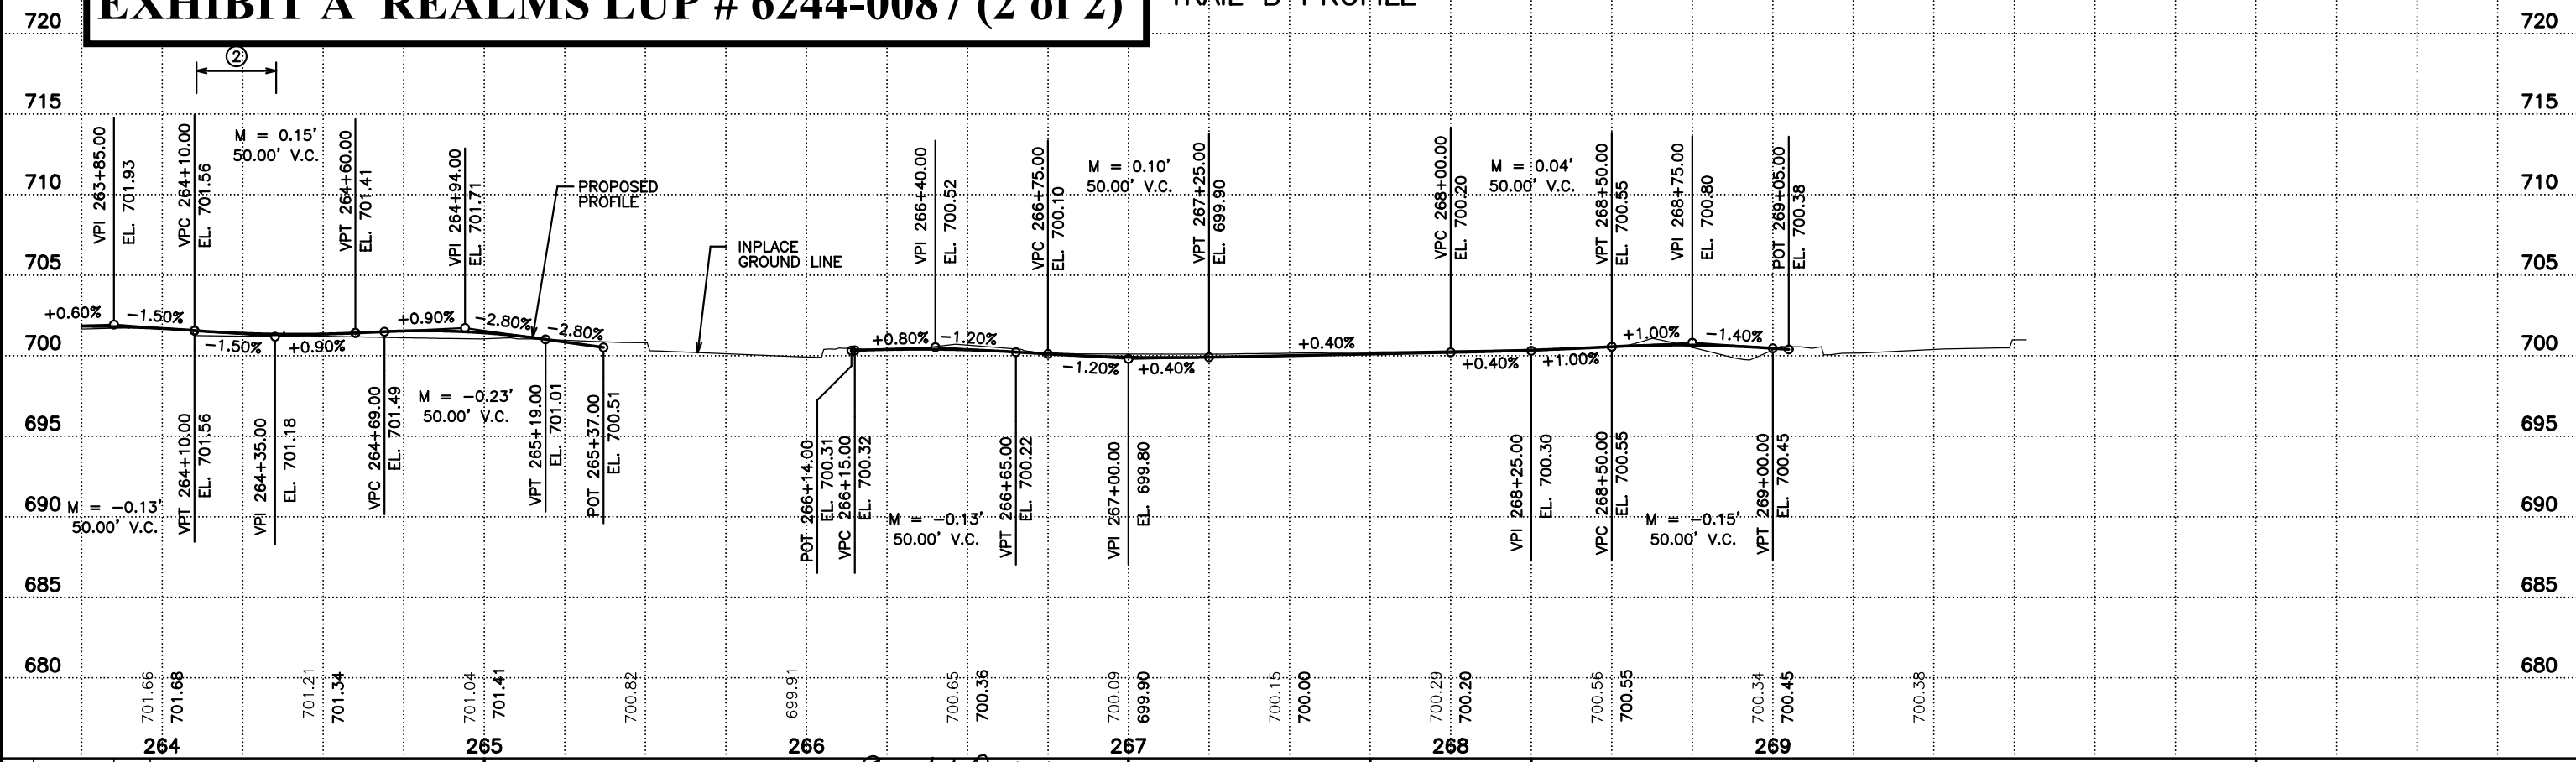 EXHIBIT A REALMS LUP # 6244-0087 (2 of 2)
TRAIL B PROFILE
720
720
2
715
715
VPI 263+85.00
EL. 701.93
VPC 264+10.00
EL. 701.56
M = 0.15'
50.00' V.C.
VPT 264+60.00
EL. 701.41
VPI 264+94.00
EL. 701.71
PROPOSED
PROFILE
INPLACE
GROUND LINE
VPI 266+40.00
EL. 700.52
VPC 266+75.00
EL. 700.10
M = 0.10'
50.00' V.C.
VPT 267+25.00
EL. 699.90
VPC 268+00.00
EL. 700.20
M = 0.04'
50.00' V.C.
VPT 268+50.00
EL. 700.55
VPI 268+75.00
EL. 700.80
POT 269+05.00
EL. 700.38
710
710
705
705
+0.60%
-1.50%
+0.90%
-2.80%
-2.80%
+0.80%
-1.20%
+0.40%
+1.00%
-1.40%
700
700
-1.50%
+0.90%
-1.20%
+0.40%
+0.40%
+1.00%
695
695
M = -0.13'
50.00' V.C.
VPT 264+10.00
EL. 701.56
VPI 264+35.00
EL. 701.18
VPC 264+69.00
EL. 701.49
M = -0.23'
50.00' V.C.
VPT 265+19.00
EL. 701.01
POT 265+37.00
EL. 700.51
POT 266+14.00
EL. 700.31
VPC 266+15.00
EL. 700.32
M = -0.13'
50.00' V.C.
VPT 266+65.00
EL. 700.22
VPI 267+00.00
EL. 699.80
VPI 268+25.00
EL. 700.30
VPC 268+50.00
EL. 700.55
M = -0.15'
50.00' V.C.
VPT 269+00.00
EL. 700.45
690
690
685
685
680
680
701.66
701.68
701.21
701.34
701.04
701.41
700.82
699.91
700.65
700.36
700.09
699.90
700.15
700.00
700.29
700.20
700.56
700.55
700.34
700.45
700.38
264
265
266
267
268
269